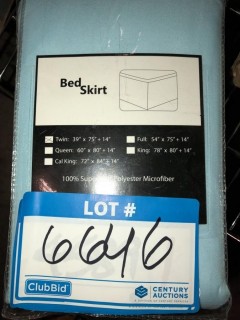 Bed Skirt
Twin: 39" x 75" + 14"
Full: 54" x 75" + 14"
Queen: 60" x 80" + 14"
King: 78" x 80" + 14"
Cal King: 72" x 84" + 14"
100% Polyester Microfiber
LOT #
6646
ClubBid
CENTURY AUCTIONS